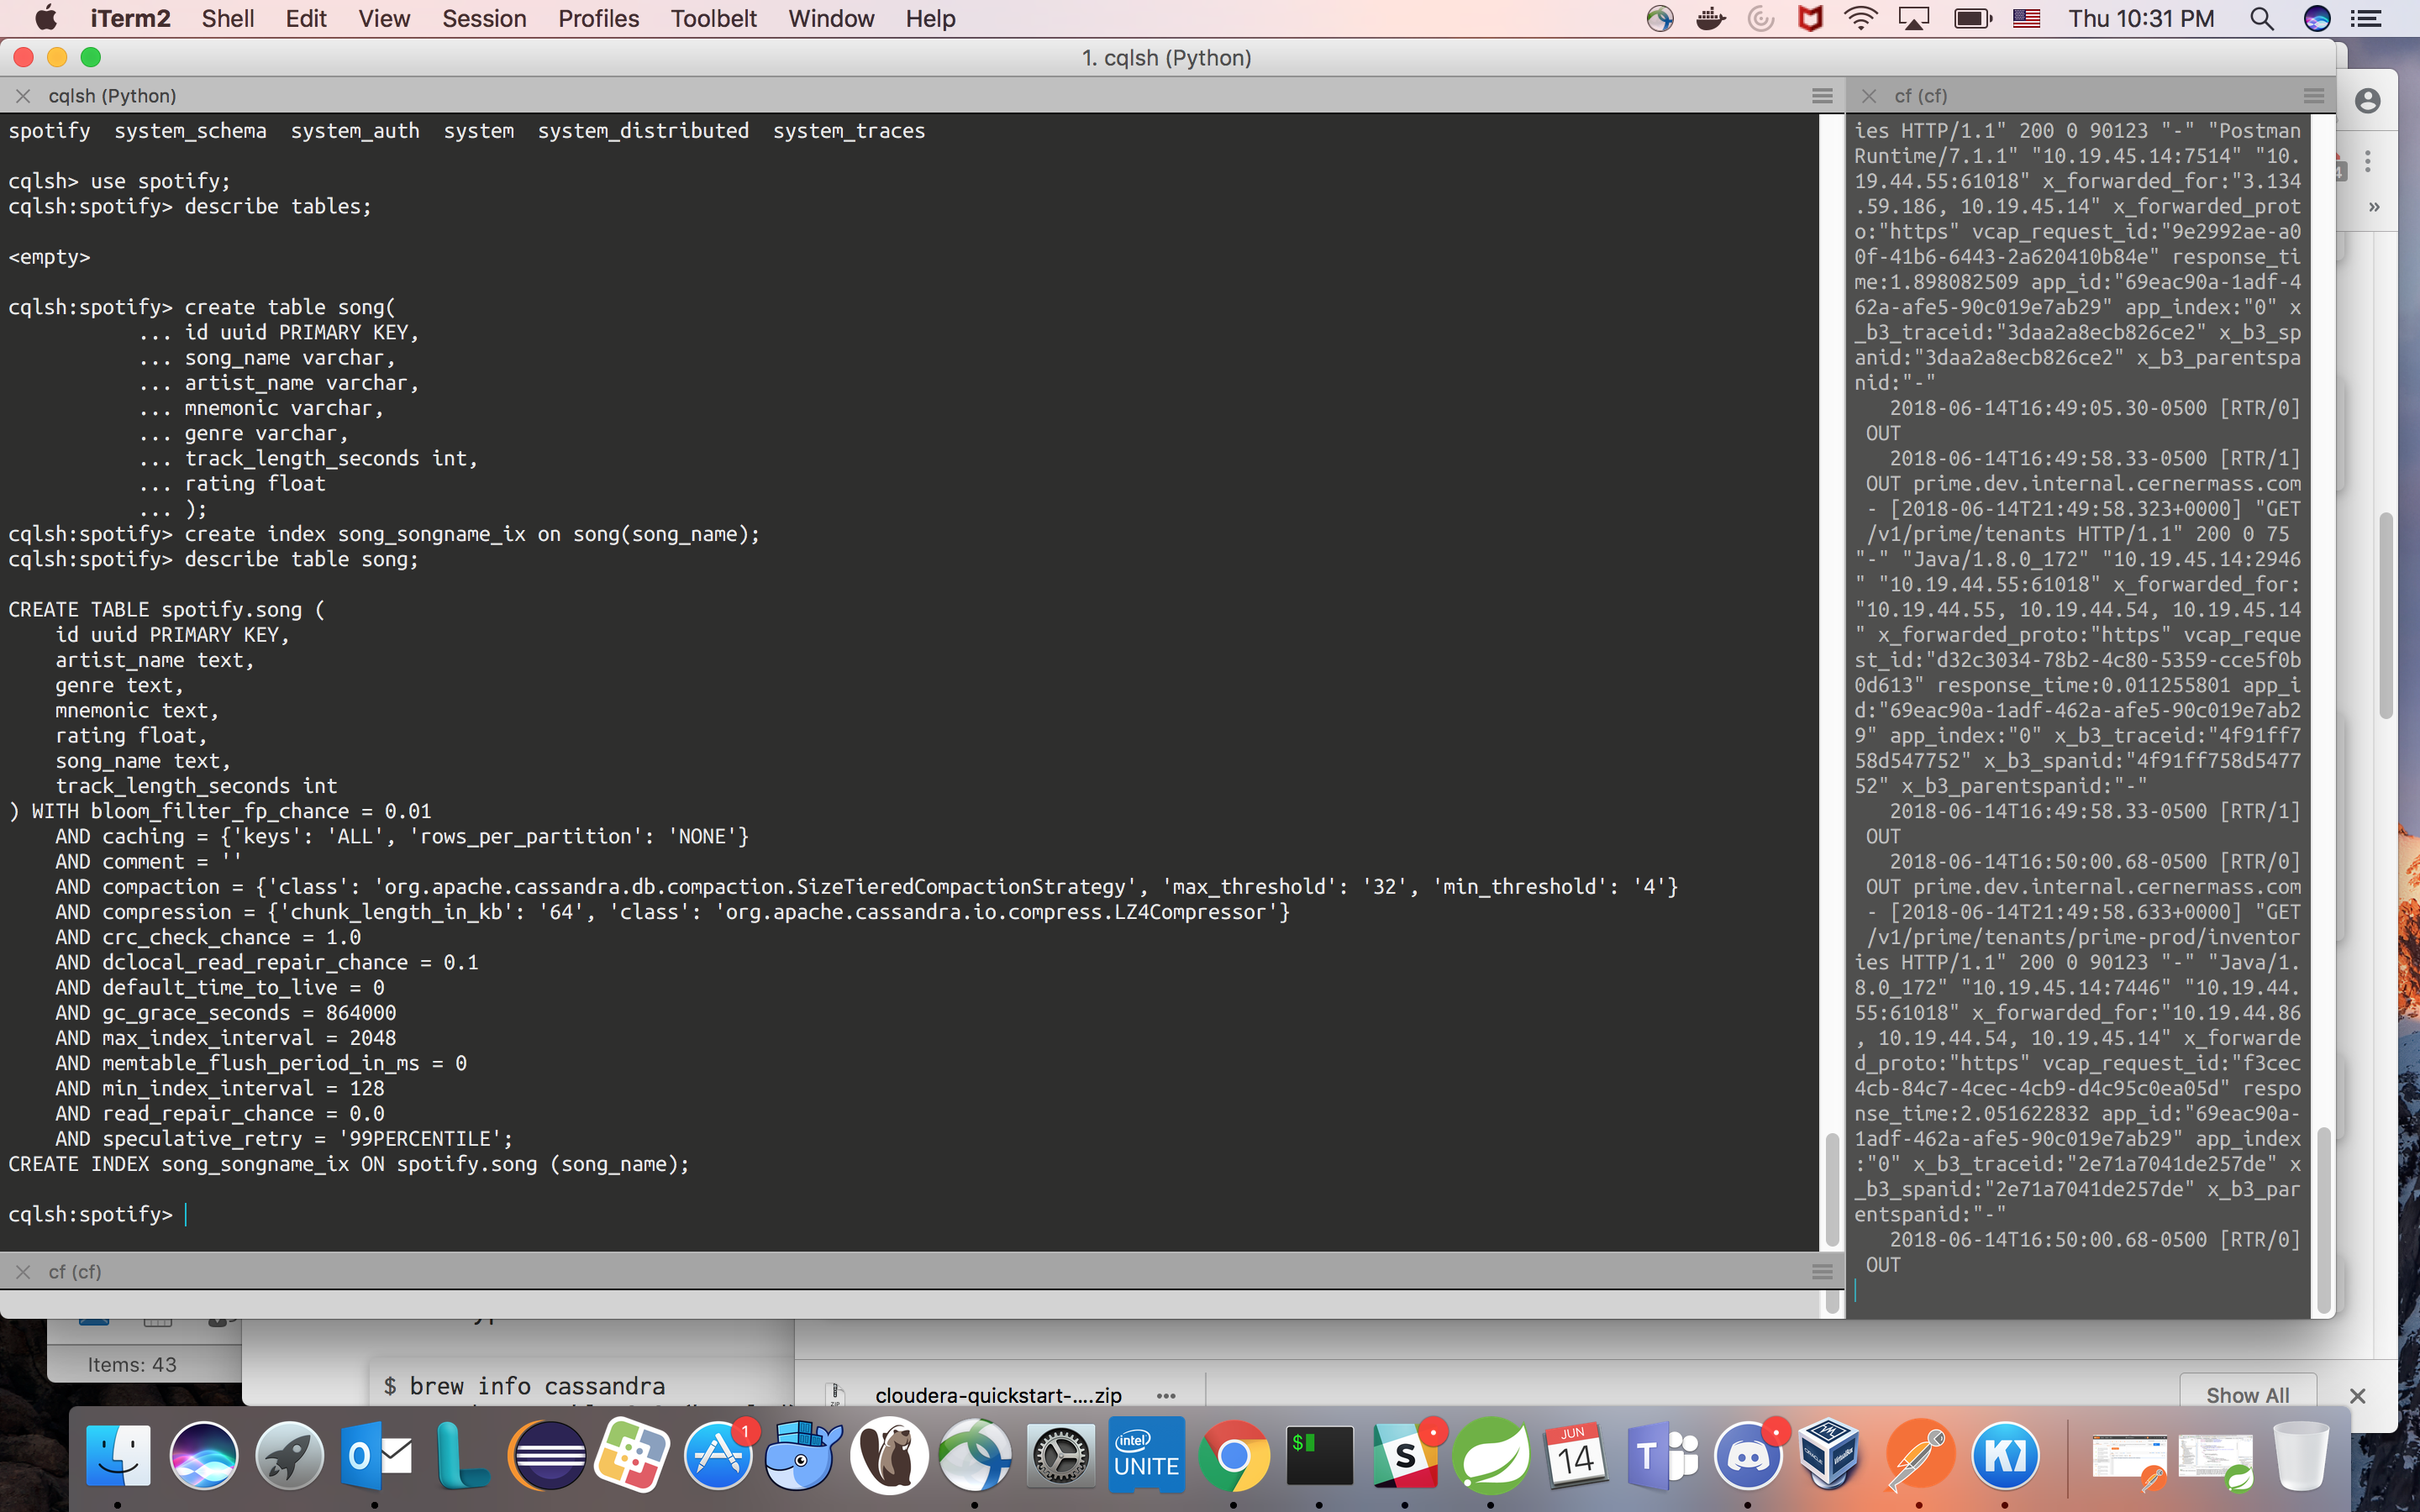 iTerm2 Shell Edit View Session Profiles Toolbelt Window Help
Thu 10:31 PM
1. cqlsh (Python)
cqlsh (Python)
spotify  system_schema  system_auth  system  system_distributed  system_traces
cqlsh> use spotify;
cqlsh:spotify> describe tables;
<empty>
cqlsh:spotify> create table song(
... id uuid PRIMARY KEY,
... song_name varchar,
... artist_name varchar,
... mnemonic varchar,
... genre varchar,
... track_length_seconds int,
... rating float
... );
cqlsh:spotify> create index song_songname_ix on song(song_name);
cqlsh:spotify> describe table song;
CREATE TABLE spotify.song (
id uuid PRIMARY KEY,
artist_name text,
genre text,
mnemonic text,
rating float,
song_name text,
track_length_seconds int
) WITH bloom_filter_fp_chance = 0.01
AND caching = {'keys': 'ALL', 'rows_per_partition': 'NONE'}
AND comment = ''
AND compaction = {'class': 'org.apache.cassandra.db.compaction.SizeTieredCompactionStrategy', 'max_threshold': '32', 'min_threshold': '4'}
AND compression = {'chunk_length_in_kb': '64', 'class': 'org.apache.cassandra.io.compress.LZ4Compressor'}
AND crc_check_chance = 1.0
AND dclocal_read_repair_chance = 0.1
AND default_time_to_live = 0
AND gc_grace_seconds = 864000
AND max_index_interval = 2048
AND memtable_flush_period_in_ms = 0
AND min_index_interval = 128
AND read_repair_chance = 0.0
AND speculative_retry = '99PERCENTILE';
CREATE INDEX song_songname_ix ON spotify.song (song_name);
cqlsh:spotify>
cf (cf)
cf (cf)
ies HTTP/1.1" 200 0 90123 "-" "Postman
Runtime/7.1.1" "10.19.45.14:7514" "10.
19.44.55:61018" x_forwarded_for:"3.134
.59.186, 10.19.45.14" x_forwarded_prot
o:"https" vcap_request_id:"9e2992ae-a0
0f-41b6-6443-2a620410b84e" response_ti
me:1.898082509 app_id:"69eac90a-1adf-4
62a-afe5-90c019e7ab29" app_index:"0" x
_b3_traceid:"3daa2a8ecb826ce2" x_b3_sp
anid:"3daa2a8ecb826ce2" x_b3_parentspa
nid:"-"
2018-06-14T16:49:05.30-0500 [RTR/0]
OUT
2018-06-14T16:49:58.33-0500 [RTR/1]
OUT prime.dev.internal.cernermass.com
- [2018-06-14T21:49:58.323+0000] "GET
/v1/prime/tenants HTTP/1.1" 200 0 75
"-" "Java/1.8.0_172" "10.19.45.14:2946
" "10.19.44.55:61018" x_forwarded_for:
"10.19.44.55, 10.19.44.54, 10.19.45.14
" x_forwarded_proto:"https" vcap_reque
st_id:"d32c3034-78b2-4c80-5359-cce5f0b
0d613" response_time:0.011255801 app_i
d:"69eac90a-1adf-462a-afe5-90c019e7ab2
9" app_index:"0" x_b3_traceid:"4f91ff7
58d547752" x_b3_spanid:"4f91ff758d5477
52" x_b3_parentspanid:"-"
2018-06-14T16:49:58.33-0500 [RTR/1]
OUT
2018-06-14T16:50:00.68-0500 [RTR/0]
OUT prime.dev.internal.cernermass.com
- [2018-06-14T21:49:58.633+0000] "GET
/v1/prime/tenants/prime-prod/inventor
ies HTTP/1.1" 200 0 90123 "-" "Java/1.
8.0_172" "10.19.45.14:7446" "10.19.44.
55:61018" x_forwarded_for:"10.19.44.86
, 10.19.44.54, 10.19.45.14" x_forwarde
d_proto:"https" vcap_request_id:"f3cec
4cb-84c7-4cec-4cb9-d4c95c0ea05d" respo
nse_time:2.051622832 app_id:"69eac90a-
1adf-462a-afe5-90c019e7ab29" app_index
:"0" x_b3_traceid:"2e71a7041de257de" x
_b3_spanid:"2e71a7041de257de" x_b3_par
entspanid:"-"
2018-06-14T16:50:00.68-0500 [RTR/0]
OUT
Items: 43
$ brew info cassandra
cloudera-quickstart-....zip
Show All
1
intel
UNITE
JUN
14